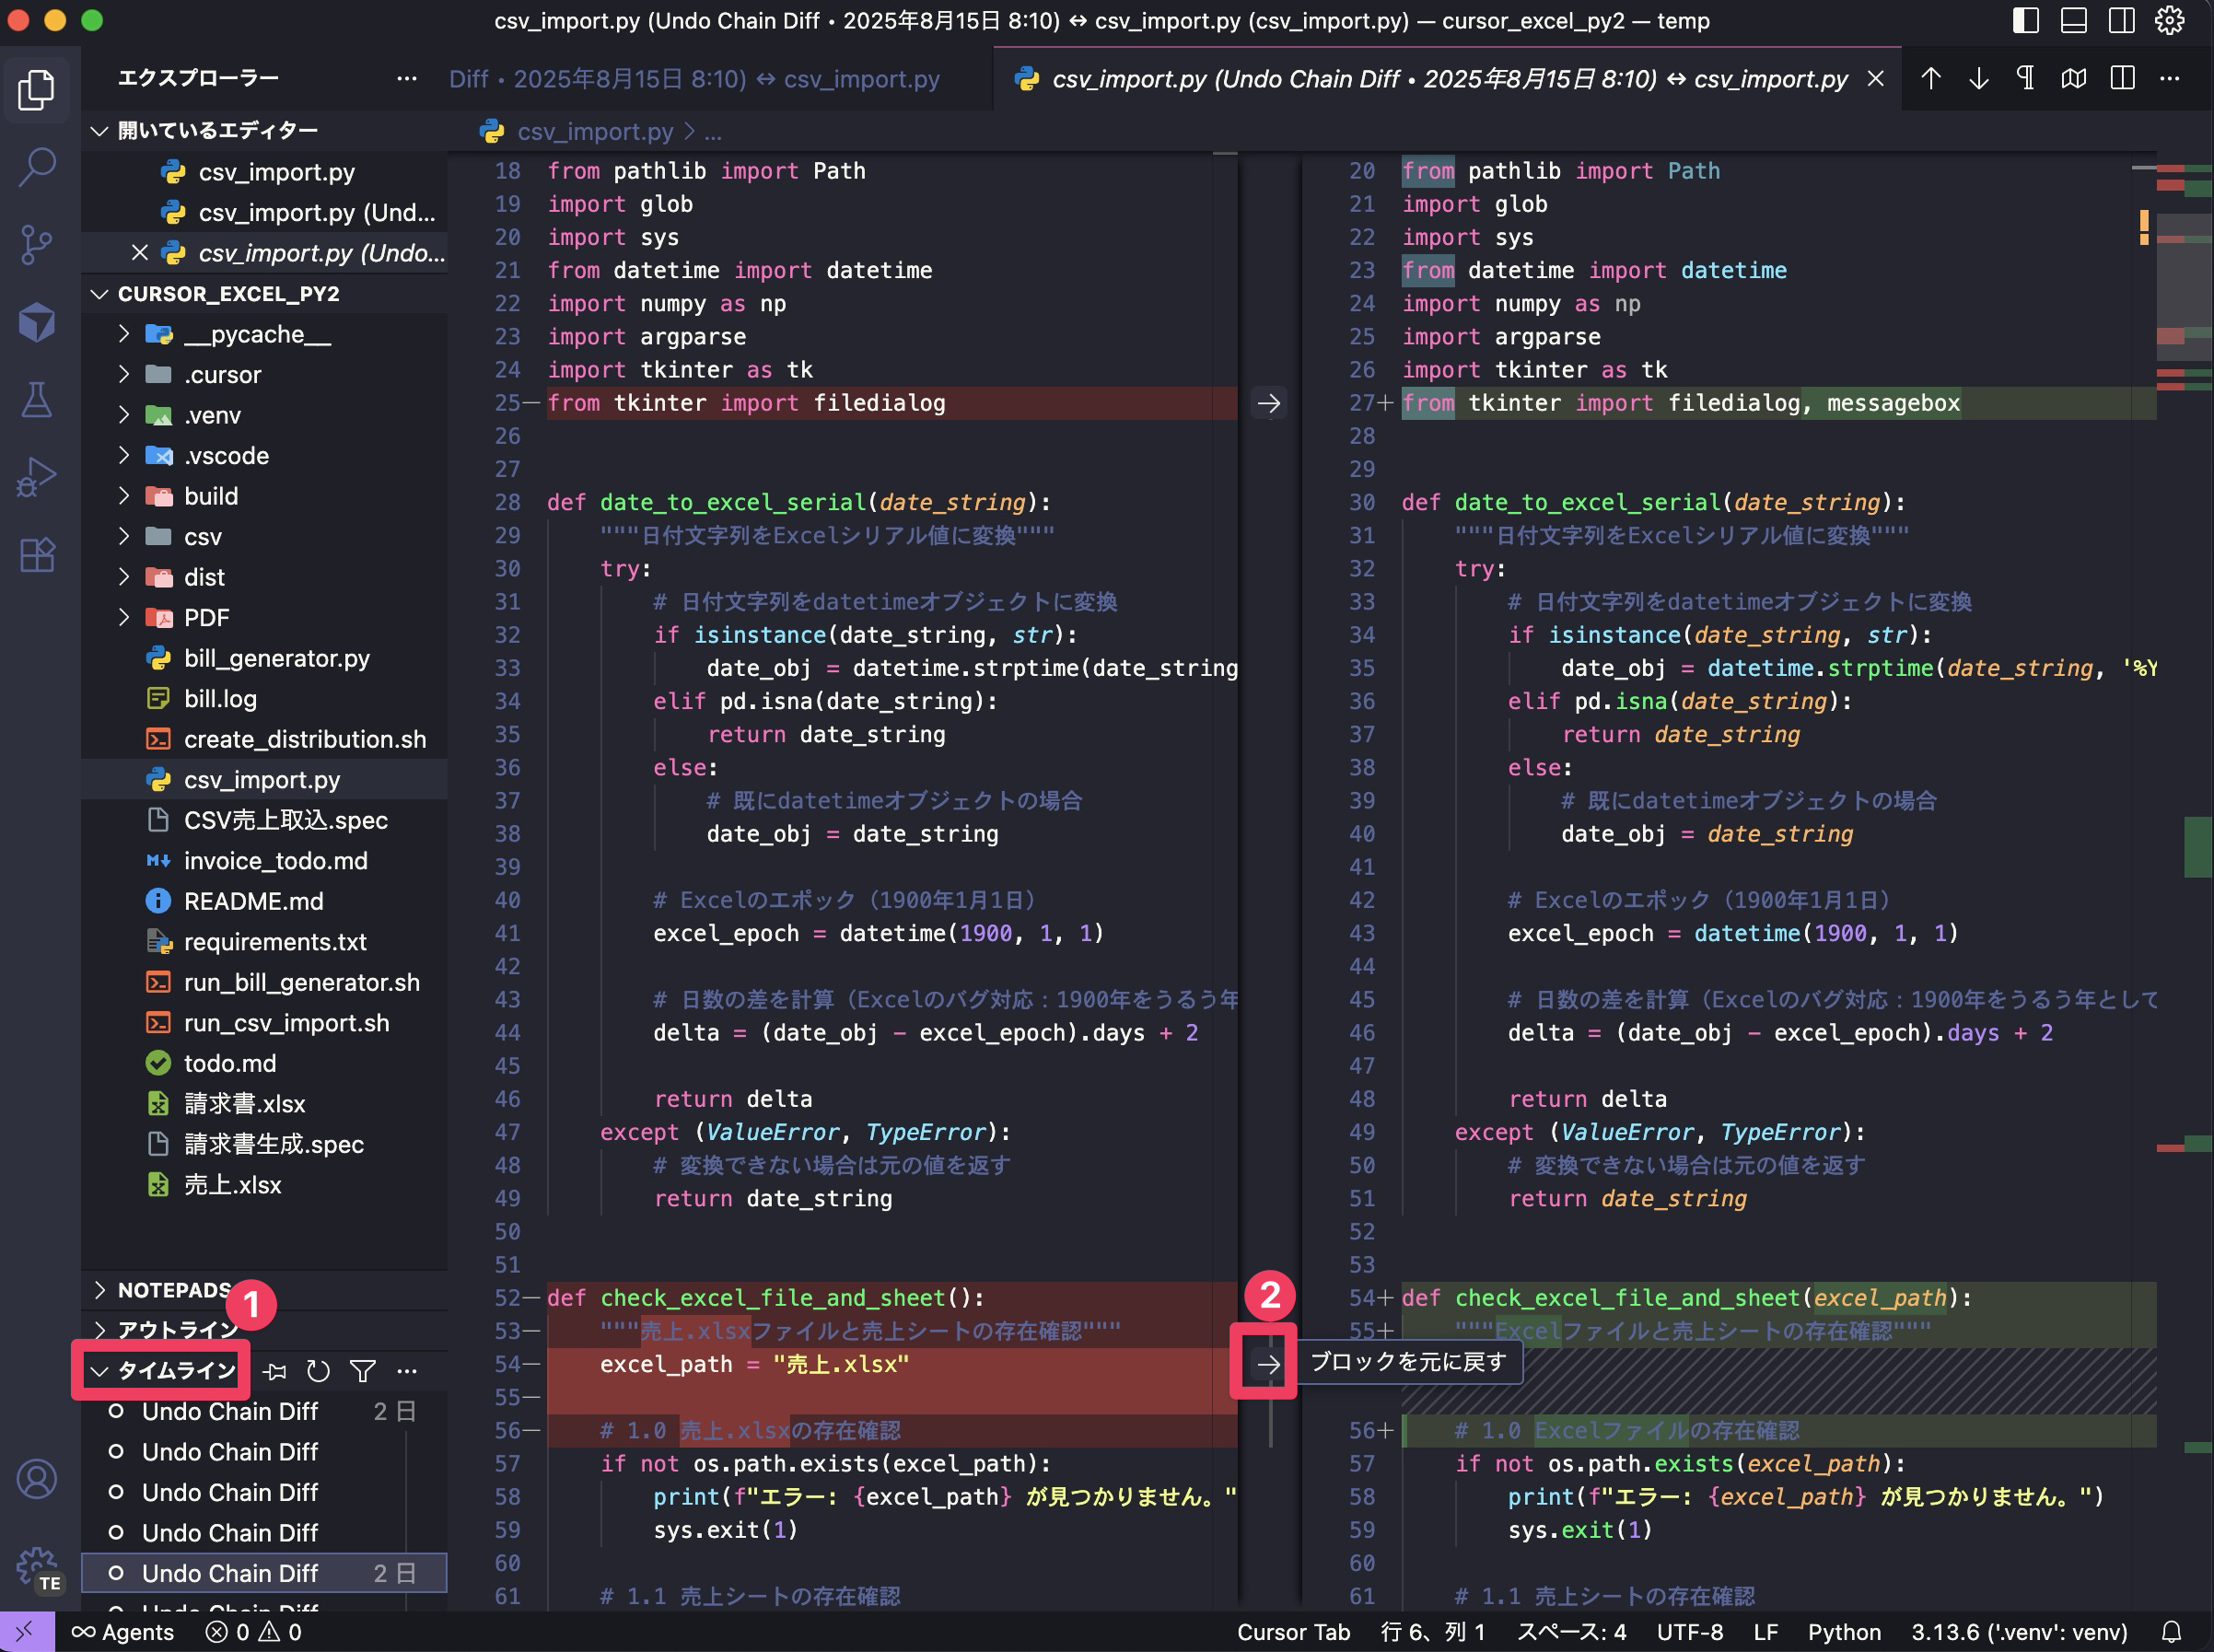 csv_import.py (Undo Chain Diff • 2025年8月15日 8:10) ↔ csv_import.py (csv_import.py) — cursor_excel_py2 — temp
エクスプローラー
Diff • 2025年8月15日 8:10) ↔ csv_import.py
csv_import.py (Undo Chain Diff • 2025年8月15日 8:10) ↔ csv_import.py
開いているエディター
csv_import.py
csv_import.py (Und...
csv_import.py (Undo...
CURSOR_EXCEL_PY2
__pycache__
.cursor
.venv
.vscode
build
csv
dist
PDF
bill_generator.py
bill.log
create_distribution.sh
csv_import.py
CSV売上取込.spec
invoice_todo.md
README.md
requirements.txt
run_bill_generator.sh
run_csv_import.sh
todo.md
請求書.xlsx
請求書生成.spec
売上.xlsx
NOTEPADS
1
アウトライン
タイムライン
Undo Chain Diff 2 日
Undo Chain Diff
Undo Chain Diff
Undo Chain Diff
Undo Chain Diff 2 日
csv_import.py > ...
18 from pathlib import Path
19 import glob
20 import sys
21 from datetime import datetime
22 import numpy as np
23 import argparse
24 import tkinter as tk
25— from tkinter import filedialog
26
27
28 def date_to_excel_serial(date_string):
29 """日付文字列をExcelシリアル値に変換"""
30 try:
31 # 日付文字列をdatetimeオブジェクトに変換
32 if isinstance(date_string, str):
33 date_obj = datetime.strptime(date_string
34 elif pd.isna(date_string):
35 return date_string
36 else:
37 # 既にdatetimeオブジェクトの場合
38 date_obj = date_string
39
40 # Excelのエポック（1900年1月1日）
41 excel_epoch = datetime(1900, 1, 1)
42
43 # 日数の差を計算（Excelのバグ対応：1900年をうるう年
44 delta = (date_obj - excel_epoch).days + 2
45
46 return delta
47 except (ValueError, TypeError):
48 # 変換できない場合は元の値を返す
49 return date_string
50
51
52— def check_excel_file_and_sheet():
53— """売上.xlsxファイルと売上シートの存在確認"""
54— excel_path = "売上.xlsx"
55—
56— # 1.0 売上.xlsxの存在確認
57 if not os.path.exists(excel_path):
58 print(f"エラー: {excel_path} が見つかりません。"
59 sys.exit(1)
60
61 # 1.1 売上シートの存在確認
2
ブロックを元に戻す
20 from pathlib import Path
21 import glob
22 import sys
23 from datetime import datetime
24 import numpy as np
25 import argparse
26 import tkinter as tk
27+ from tkinter import filedialog, messagebox
28
29
30 def date_to_excel_serial(date_string):
31 """日付文字列をExcelシリアル値に変換"""
32 try:
33 # 日付文字列をdatetimeオブジェクトに変換
34 if isinstance(date_string, str):
35 date_obj = datetime.strptime(date_string, '%Y
36 elif pd.isna(date_string):
37 return date_string
38 else:
39 # 既にdatetimeオブジェクトの場合
40 date_obj = date_string
41
42 # Excelのエポック（1900年1月1日）
43 excel_epoch = datetime(1900, 1, 1)
44
45 # 日数の差を計算（Excelのバグ対応：1900年をうるう年として
46 delta = (date_obj - excel_epoch).days + 2
47
48 return delta
49 except (ValueError, TypeError):
50 # 変換できない場合は元の値を返す
51 return date_string
52
53
54+ def check_excel_file_and_sheet(excel_path):
55+ """Excelファイルと売上シートの存在確認"""
56+ # 1.0 Excelファイルの存在確認
57 if not os.path.exists(excel_path):
58 print(f"エラー: {excel_path} が見つかりません。")
59 sys.exit(1)
60
61 # 1.1 売上シートの存在確認
TE
Agents
0 0
Cursor Tab
行 6、列 1
スペース: 4
UTF-8
LF
Python
3.13.6 ('.venv': venv)